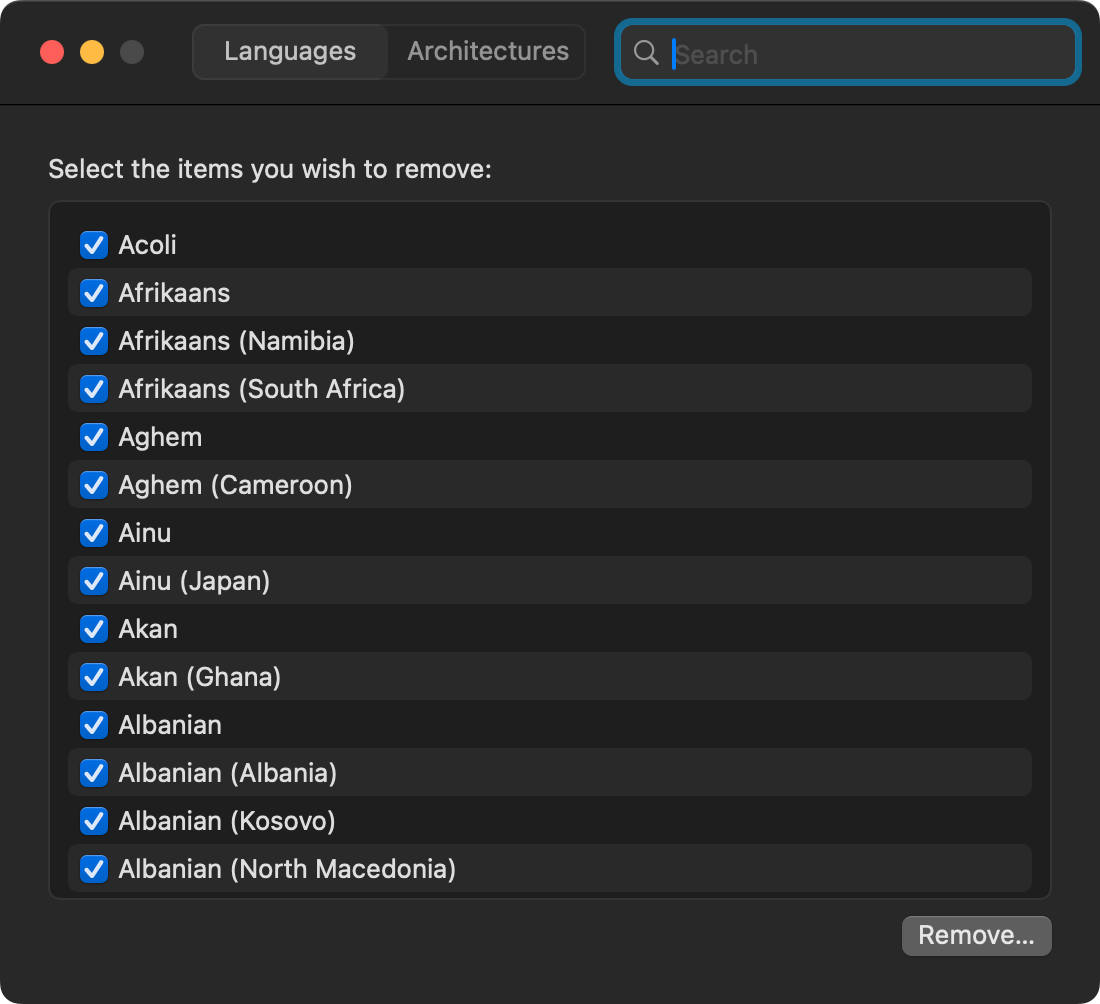 Languages
Architectures
Search
Select the items you wish to remove:
Acoli
Afrikaans
Afrikaans (Namibia)
Afrikaans (South Africa)
Aghem
Aghem (Cameroon)
Ainu
Ainu (Japan)
Akan
Akan (Ghana)
Albanian
Albanian (Albania)
Albanian (Kosovo)
Albanian (North Macedonia)
Remove...